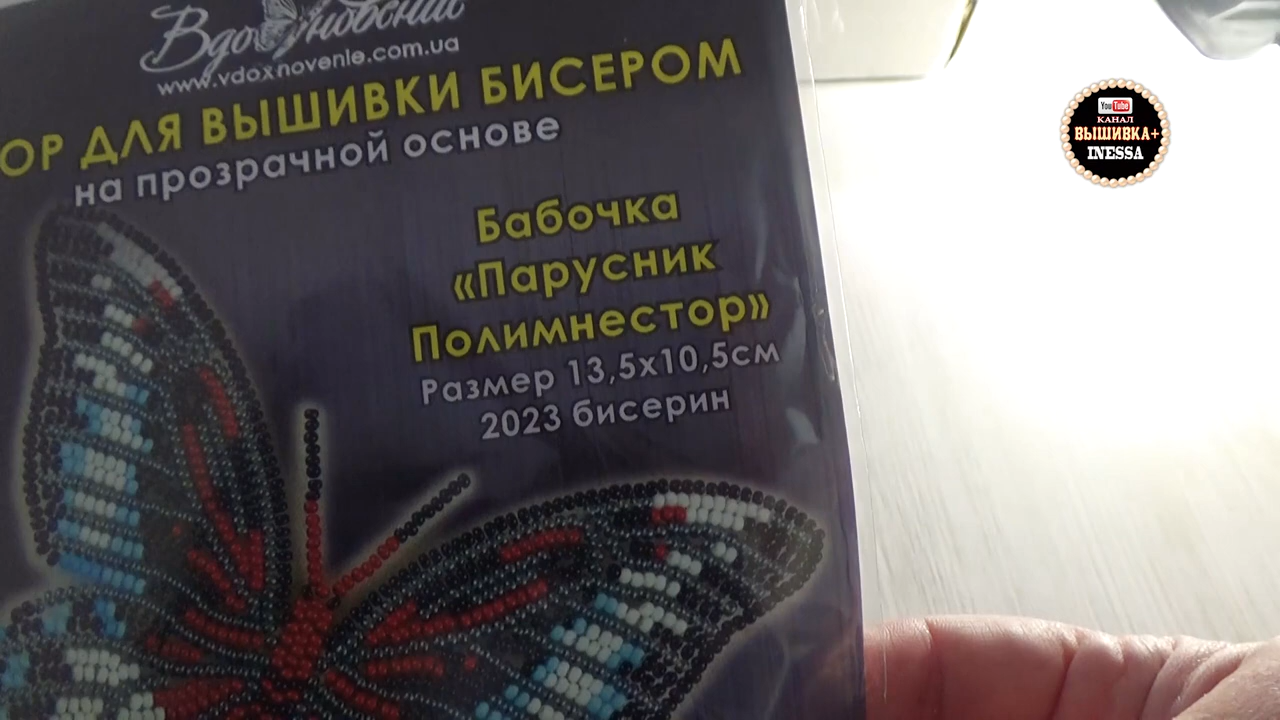 Вдохновение
www.vdoxnovenie.com.ua
ОР ДЛЯ ВЫШИВКИ БИСЕРОМ
на прозрачной основе
Бабочка
«Парусник
Полимнестор»
Размер 13,5х10,5см
2023 бисерин
YouTube
КАНАЛ
ВЫШИВКА+
INESSA